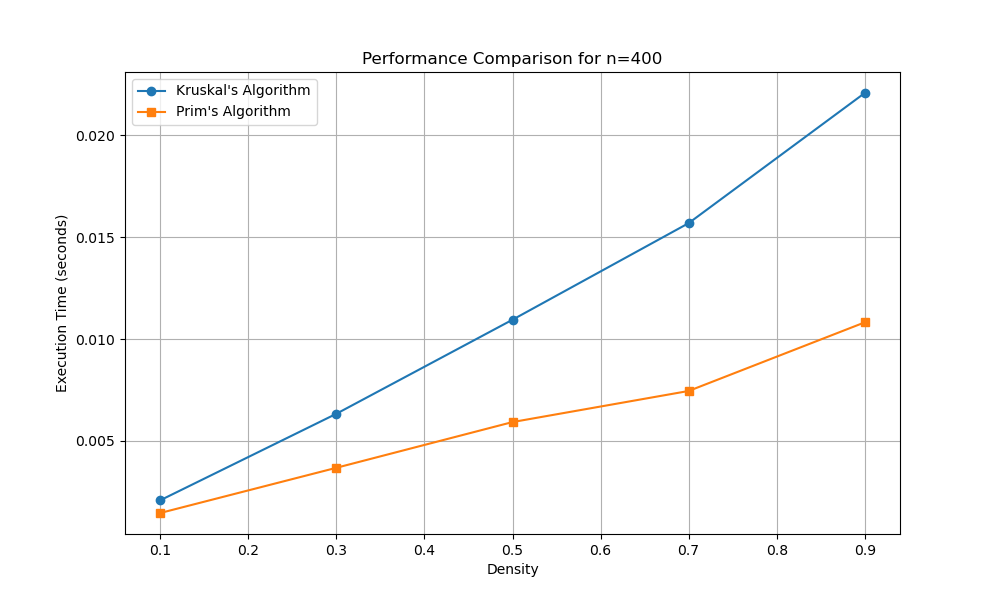 Performance Comparison for n=400
Kruskal's Algorithm
Prim's Algorithm
Execution Time (seconds)
0.020
0.015
0.010
0.005
0.1 0.2 0.3 0.4 0.5 0.6 0.7 0.8 0.9
Density